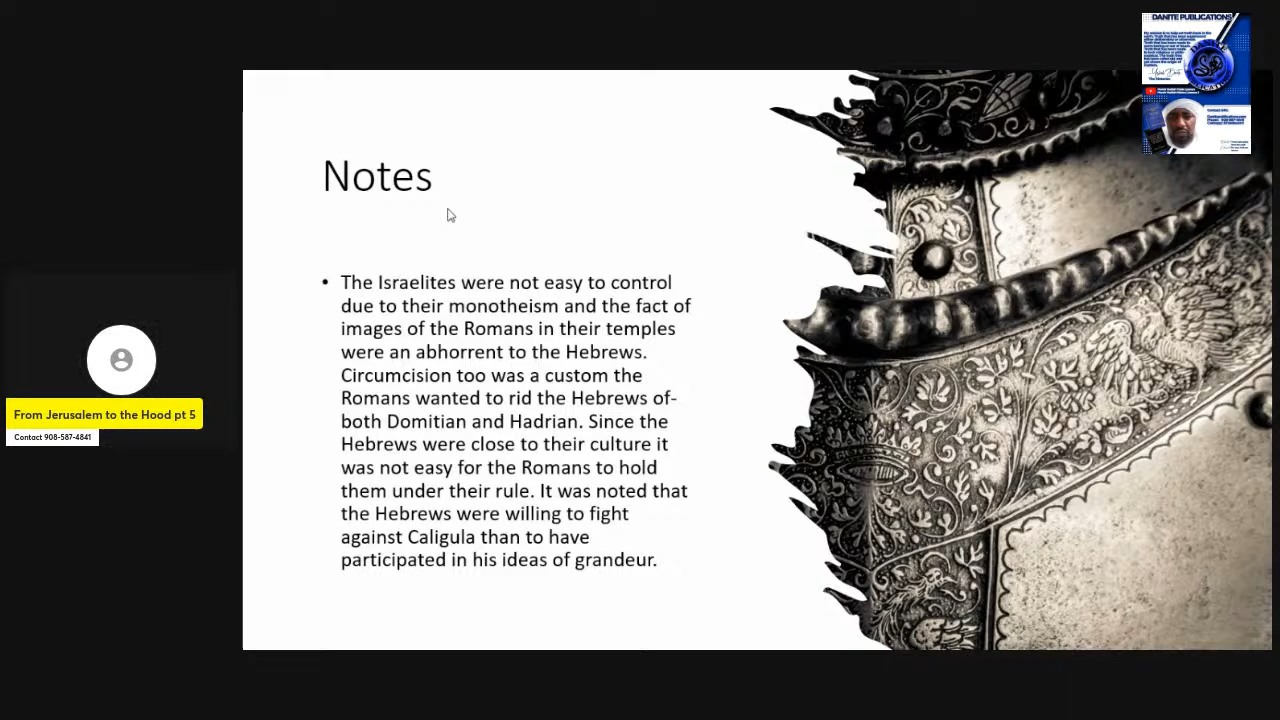 DANITE PUBLICATIONS
Notes
• The Israelites were not easy to control
due to their monotheism and the fact of
images of the Romans in their temples
were an abhorrent to the Hebrews.
Circumcision too was a custom the
Romans wanted to rid the Hebrews of-
both Domitian and Hadrian. Since the
Hebrews were close to their culture it
was not easy for the Romans to hold
them under their rule. It was noted that
the Hebrews were willing to fight
against Caligula than to have
participated in his ideas of grandeur.
From Jerusalem to the Hood pt 5
Contact 908-587-4841